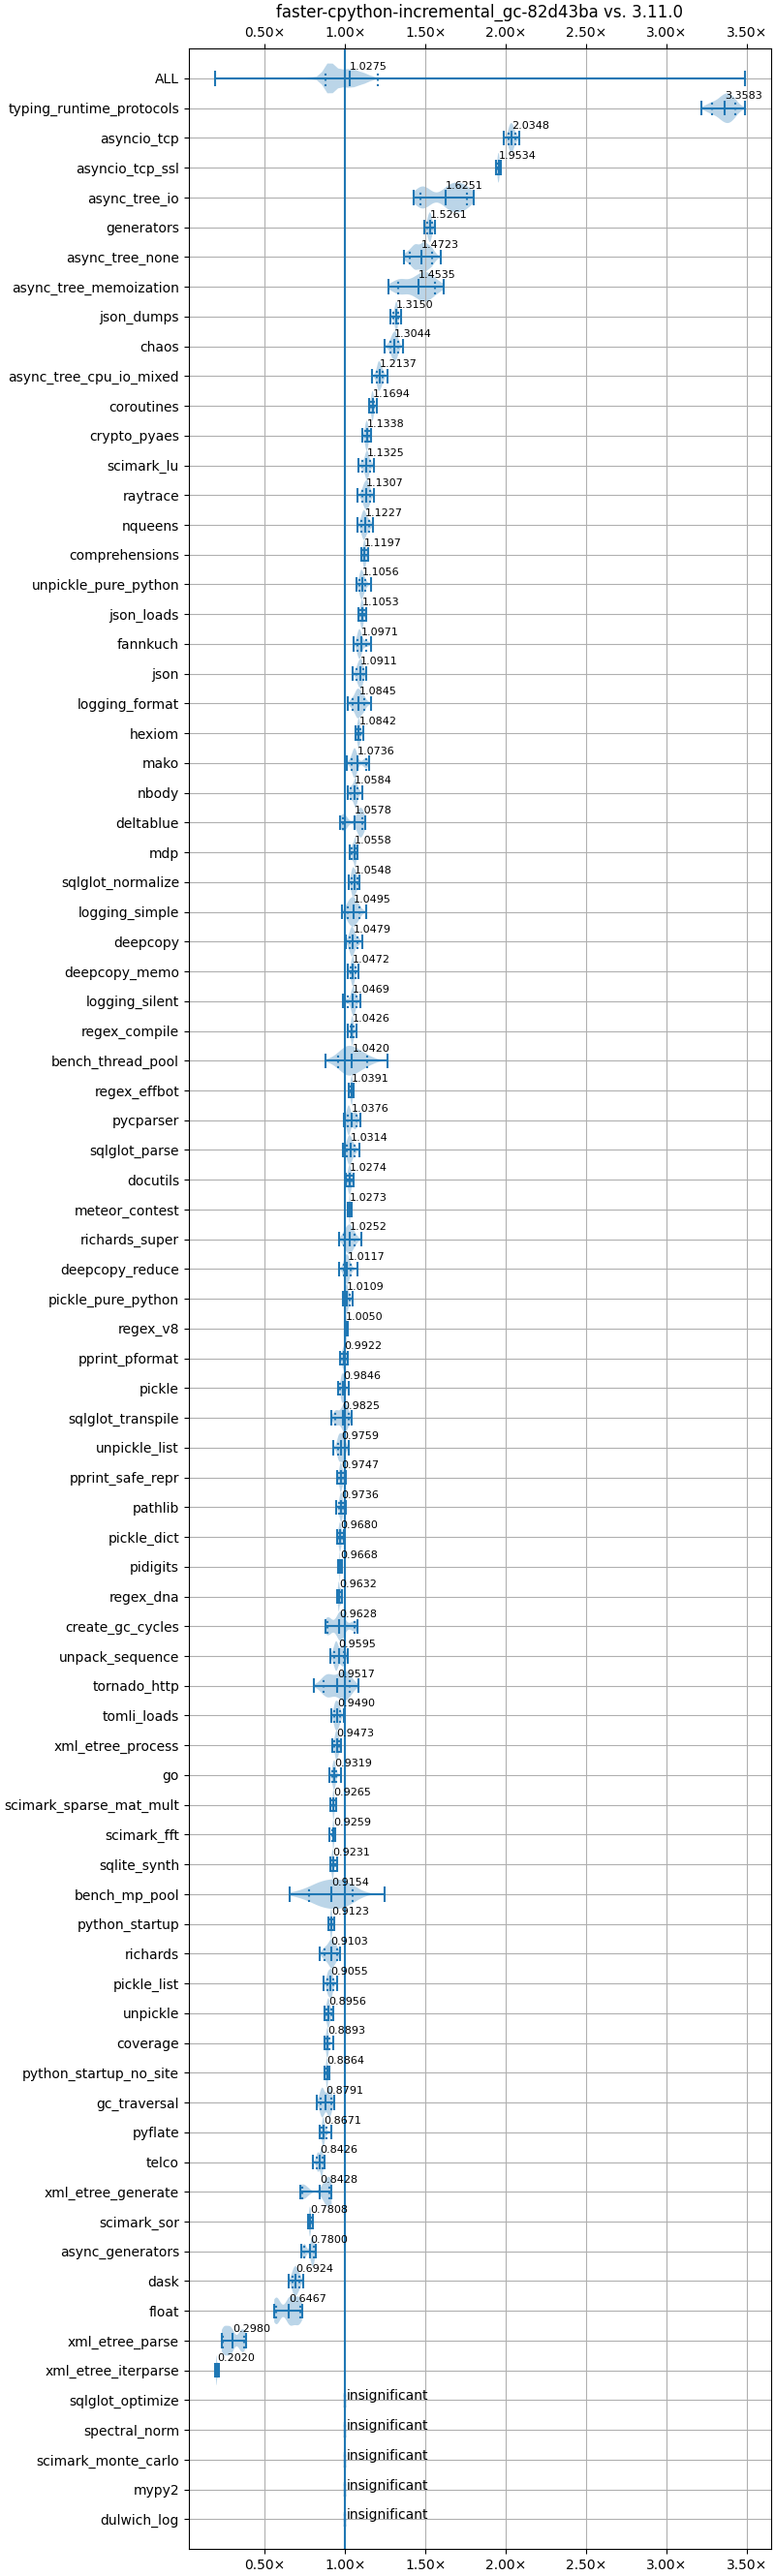 faster-cpython-incremental_gc-82d43ba vs. 3.11.0
0.50× 1.00× 1.50× 2.00× 2.50× 3.00× 3.50×
ALL 1.0275
typing_runtime_protocols 3.3583
asyncio_tcp 2.0348
asyncio_tcp_ssl 1.9534
async_tree_io 1.6251
generators 1.5261
async_tree_none 1.4723
async_tree_memoization 1.4535
json_dumps 1.3150
chaos 1.3044
async_tree_cpu_io_mixed 1.2137
coroutines 1.1694
crypto_pyaes 1.1338
scimark_lu 1.1325
raytrace 1.1307
nqueens 1.1227
comprehensions 1.1197
unpickle_pure_python 1.1056
json_loads 1.1053
fannkuch 1.0971
json 1.0911
logging_format 1.0845
hexiom 1.0842
mako 1.0736
nbody 1.0584
deltablue 1.0578
mdp 1.0558
sqlglot_normalize 1.0548
logging_simple 1.0495
deepcopy 1.0479
deepcopy_memo 1.0472
logging_silent 1.0469
regex_compile 1.0426
bench_thread_pool 1.0420
regex_effbot 1.0391
pycparser 1.0376
sqlglot_parse 1.0314
docutils 1.0274
meteor_contest 1.0273
richards_super 1.0252
deepcopy_reduce 1.0117
pickle_pure_python 1.0109
regex_v8 1.0050
pprint_pformat 0.9922
pickle 0.9846
sqlglot_transpile 0.9825
unpickle_list 0.9759
pprint_safe_repr 0.9747
pathlib 0.9736
pickle_dict 0.9680
pidigits 0.9668
regex_dna 0.9632
create_gc_cycles 0.9628
unpack_sequence 0.9595
tornado_http 0.9517
tomli_loads 0.9490
xml_etree_process 0.9473
go 0.9319
scimark_sparse_mat_mult 0.9265
scimark_fft 0.9259
sqlite_synth 0.9231
bench_mp_pool 0.9154
python_startup 0.9123
richards 0.9103
pickle_list 0.9055
unpickle 0.8956
coverage 0.8893
python_startup_no_site 0.8864
gc_traversal 0.8791
pyflate 0.8671
telco 0.8426
xml_etree_generate 0.8428
scimark_sor 0.7808
async_generators 0.7800
dask 0.6924
float 0.6467
xml_etree_parse 0.2980
xml_etree_iterparse 0.2020
sqlglot_optimize insignificant
spectral_norm insignificant
scimark_monte_carlo insignificant
mypy2 insignificant
dulwich_log insignificant
0.50× 1.00× 1.50× 2.00× 2.50× 3.00× 3.50×